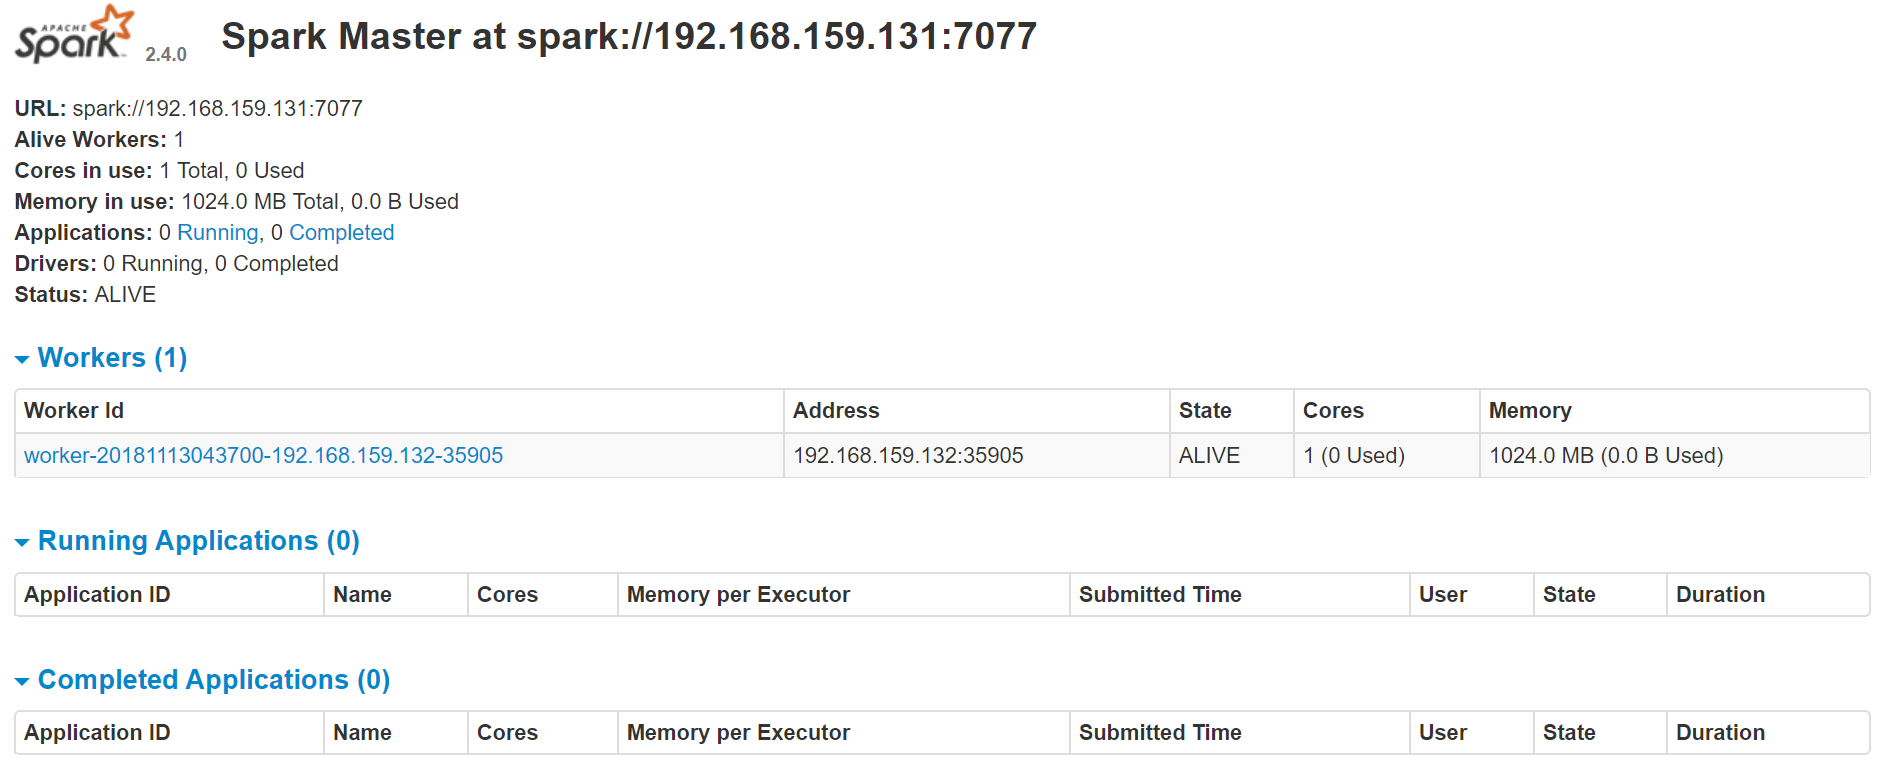 APACHE
Spark 2.4.0 Spark Master at spark://192.168.159.131:7077
URL: spark://192.168.159.131:7077
Alive Workers: 1
Cores in use: 1 Total, 0 Used
Memory in use: 1024.0 MB Total, 0.0 B Used
Applications: 0 Running, 0 Completed
Drivers: 0 Running, 0 Completed
Status: ALIVE
Workers (1)
Worker Id Address State Cores Memory
worker-20181113043700-192.168.159.132-35905 192.168.159.132:35905 ALIVE 1 (0 Used) 1024.0 MB (0.0 B Used)
Running Applications (0)
Application ID Name Cores Memory per Executor Submitted Time User State Duration
Completed Applications (0)
Application ID Name Cores Memory per Executor Submitted Time User State Duration